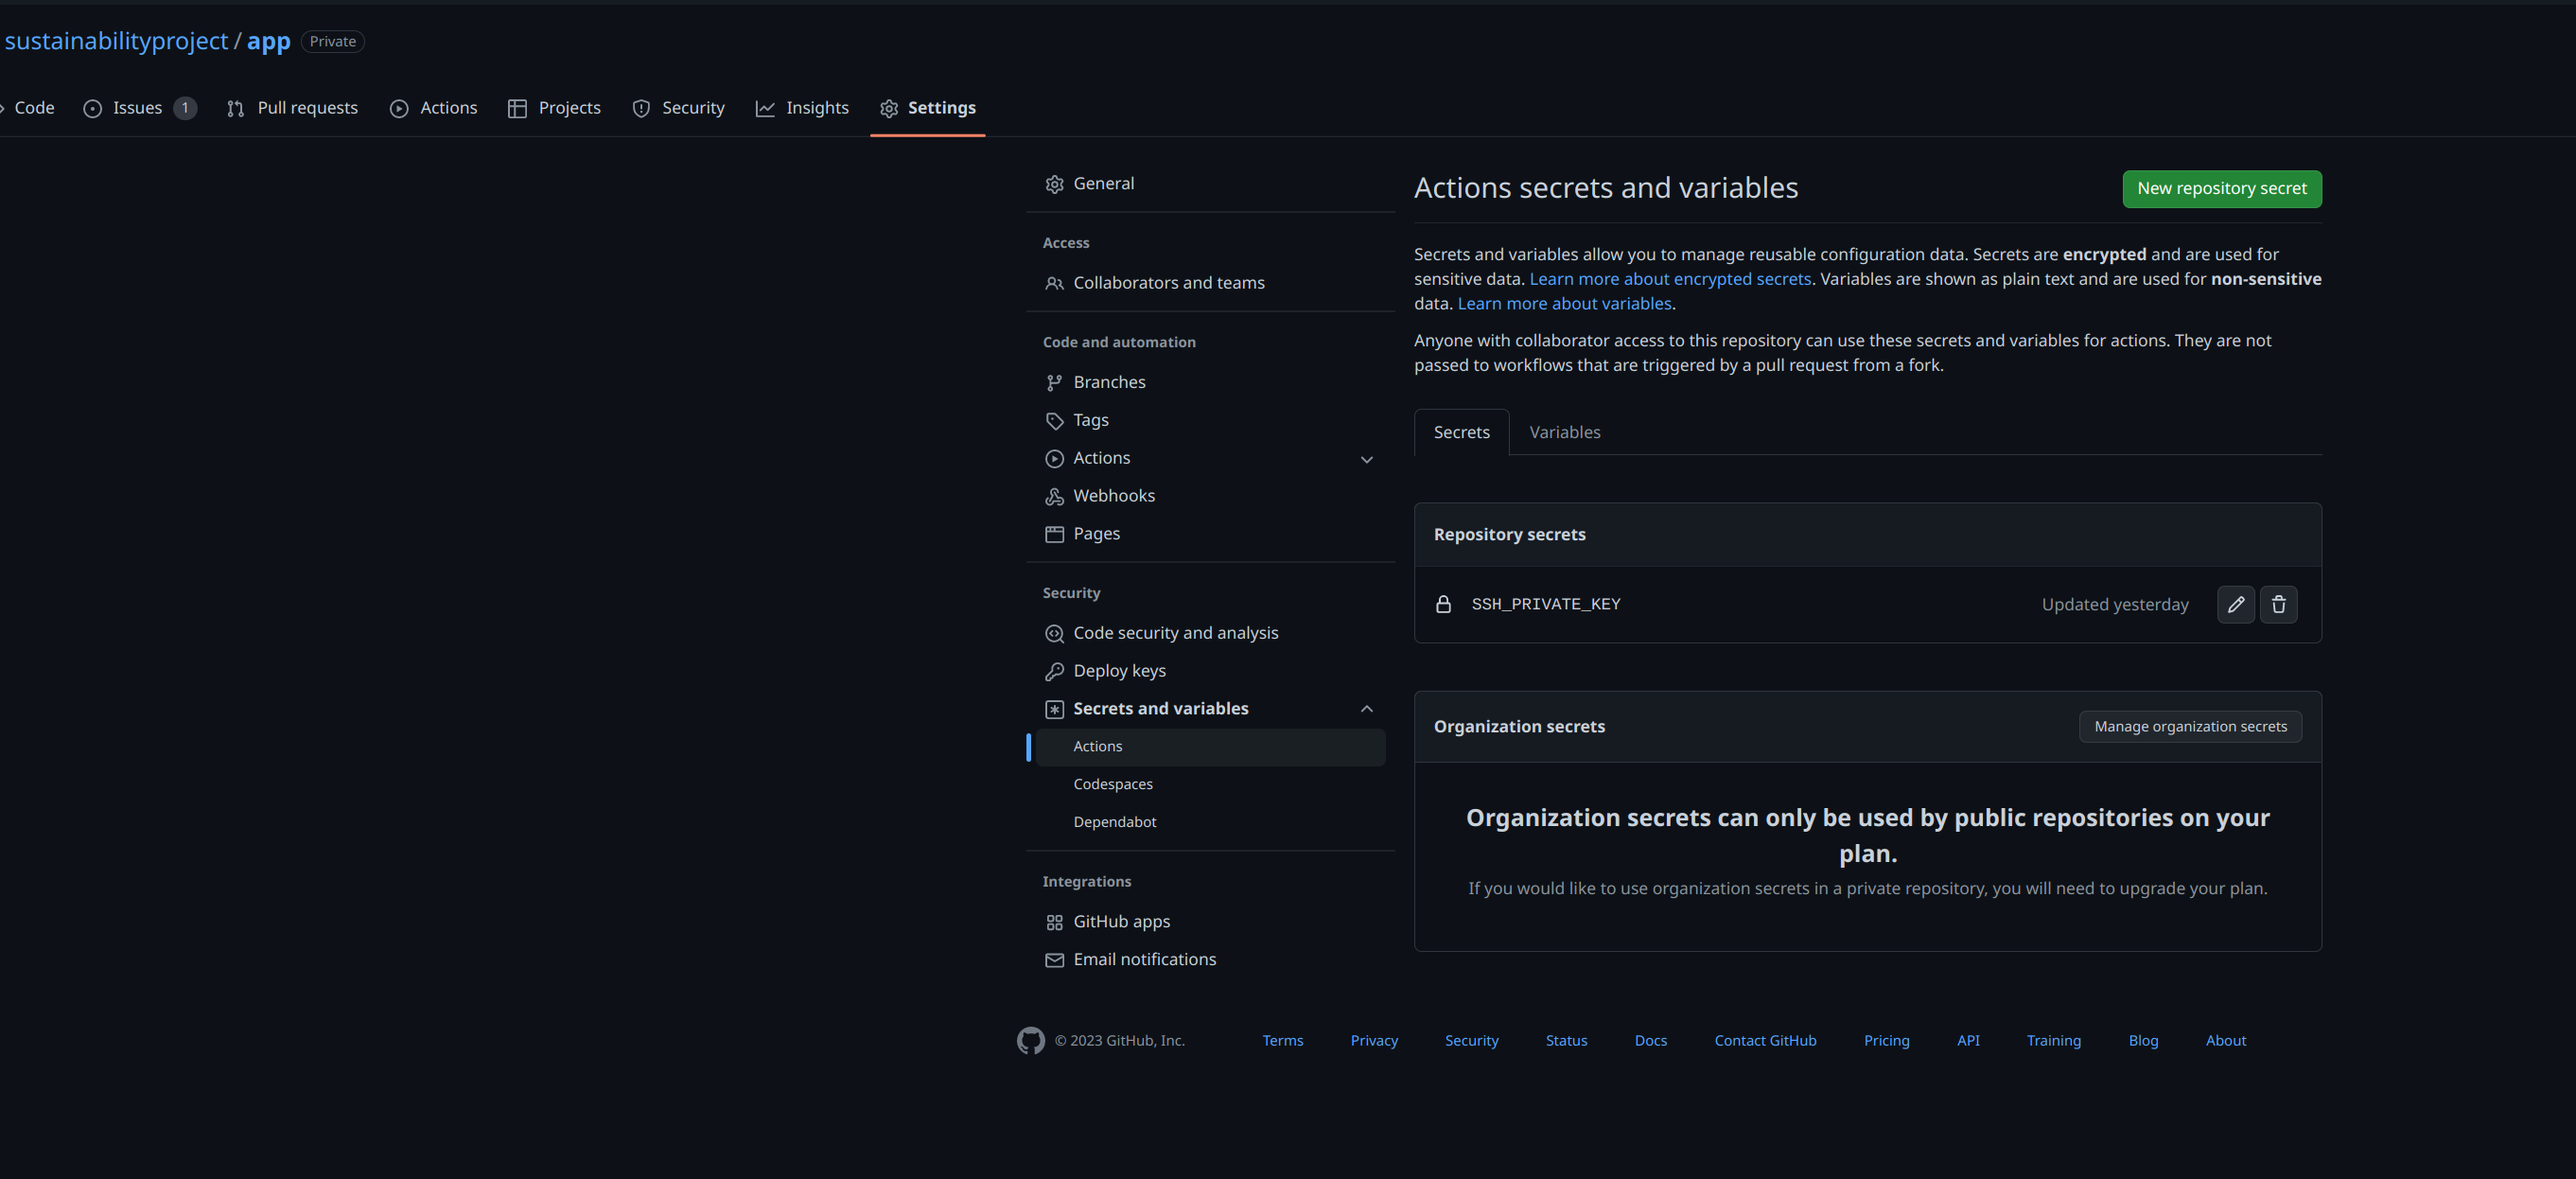 sustainabilityproject / app Private
Code Issues 1 Pull requests Actions Projects Security Insights Settings
General
Access
Collaborators and teams
Code and automation
Branches
Tags
Actions
Webhooks
Pages
Security
Code security and analysis
Deploy keys
Secrets and variables
Actions
Codespaces
Dependabot
Integrations
GitHub apps
Email notifications
Actions secrets and variables
New repository secret
Secrets and variables allow you to manage reusable configuration data. Secrets are encrypted and are used for
sensitive data. Learn more about encrypted secrets. Variables are shown as plain text and are used for non-sensitive
data. Learn more about variables.
Anyone with collaborator access to this repository can use these secrets and variables for actions. They are not
passed to workflows that are triggered by a pull request from a fork.
Secrets Variables
Repository secrets
SSH_PRIVATE_KEY Updated yesterday
Organization secrets Manage organization secrets
Organization secrets can only be used by public repositories on your
plan.
If you would like to use organization secrets in a private repository, you will need to upgrade your plan.
© 2023 GitHub, Inc. Terms Privacy Security Status Docs Contact GitHub Pricing API Training Blog About